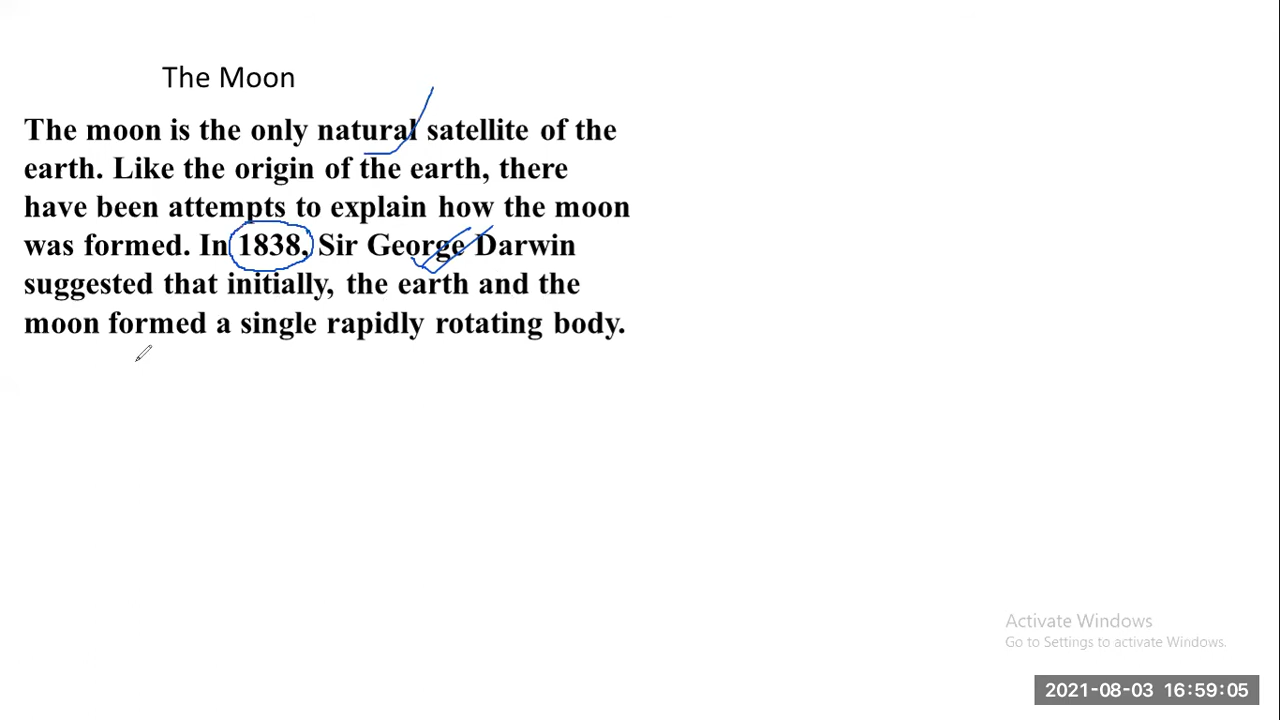 The Moon
The moon is the only natural satellite of the
earth. Like the origin of the earth, there
have been attempts to explain how the moon
was formed. In 1838, Sir George Darwin
suggested that initially, the earth and the
moon formed a single rapidly rotating body.
Activate Windows
Go to Settings to activate Windows.
2021-08-03 16:59:05